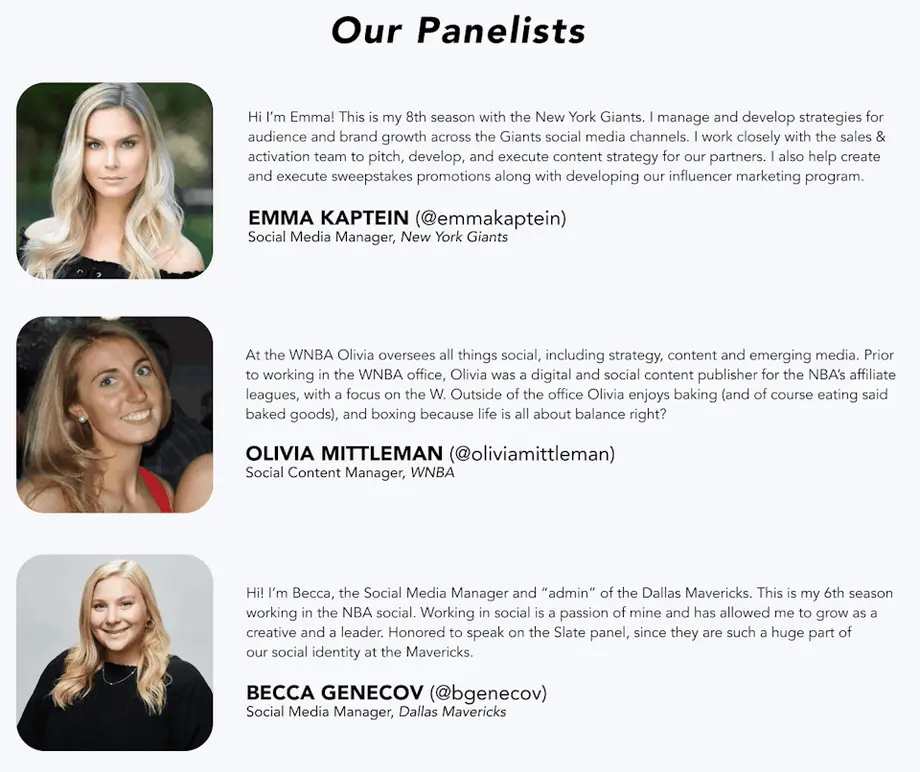 Our Panelists
Hi I’m Emma! This is my 8th season with the New York Giants. I manage and develop strategies for
audience and brand growth across the Giants social media channels. I work closely with the sales &
activation team to pitch, develop, and execute content strategy for our partners. I also help create
and execute sweepstakes promotions along with developing our influencer marketing program.
EMMA KAPTEIN (@emmakaptein)
Social Media Manager, New York Giants
At the WNBA Olivia oversees all things social, including strategy, content and emerging media. Prior
to working in the WNBA office, Olivia was a digital and social content publisher for the NBA’s affiliate
leagues, with a focus on the W. Outside of the office Olivia enjoys baking (and of course eating said
baked goods), and boxing because life is all about balance right?
OLIVIA MITTLEMAN (@oliviamittleman)
Social Content Manager, WNBA
Hi! I’m Becca, the Social Media Manager and “admin” of the Dallas Mavericks. This is my 6th season
working in the NBA social. Working in social is a passion of mine and has allowed me to grow as a
creative and a leader. Honored to speak on the Slate panel, since they are such a huge part of
our social identity at the Mavericks.
BECCA GENECOV (@bgenecov)
Social Media Manager, Dallas Mavericks